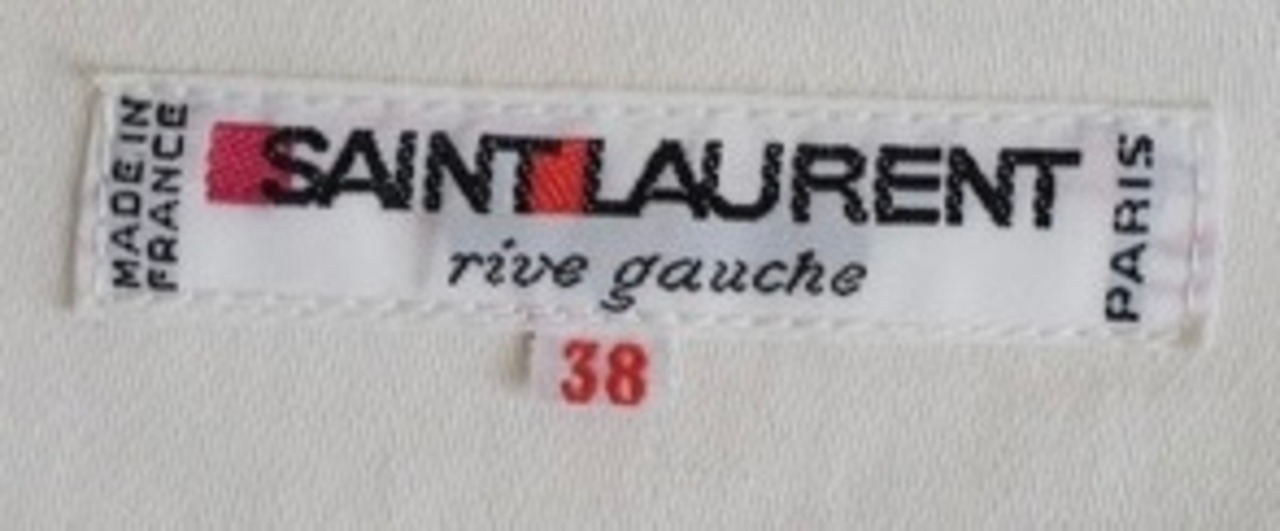 MADE IN
FRANCE
SAINT LAURENT
rive gauche
PARIS
38